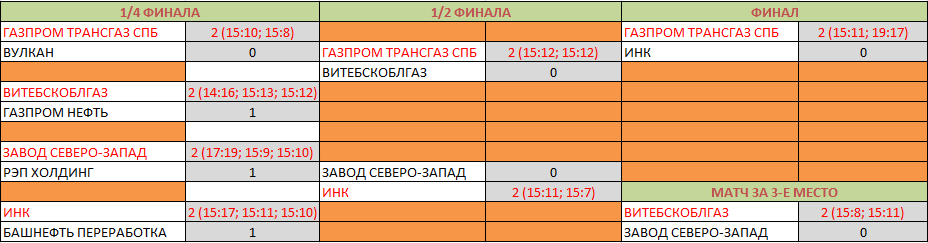 1/4 ФИНАЛА 1/2 ФИНАЛА ФИНАЛ
ГАЗПРОМ ТРАНСГАЗ СПБ 2 (15:10; 15:8) ГАЗПРОМ ТРАНСГАЗ СПБ 2 (15:11; 19:17)
ВУЛКАН 0 ГАЗПРОМ ТРАНСГАЗ СПБ 2 (15:12; 15:12) ИНК 0
ВИТЕБСКОБЛГАЗ 0
ВИТЕБСКОБЛГАЗ 2 (14:16; 15:13; 15:12)
ГАЗПРОМ НЕФТЬ 1
ЗАВОД СЕВЕРО-ЗАПАД 2 (17:19; 15:9; 15:10)
РЭП ХОЛДИНГ 1 ЗАВОД СЕВЕРО-ЗАПАД 0
ИНК 2 (15:11; 15:7) МАТЧ ЗА 3-Е МЕСТО
ИНК 2 (15:17; 15:11; 15:10) ВИТЕБСКОБЛГАЗ 2 (15:8; 15:11)
БАШНЕФТЬ ПЕРЕРАБОТКА 1 ЗАВОД СЕВЕРО-ЗАПАД 0